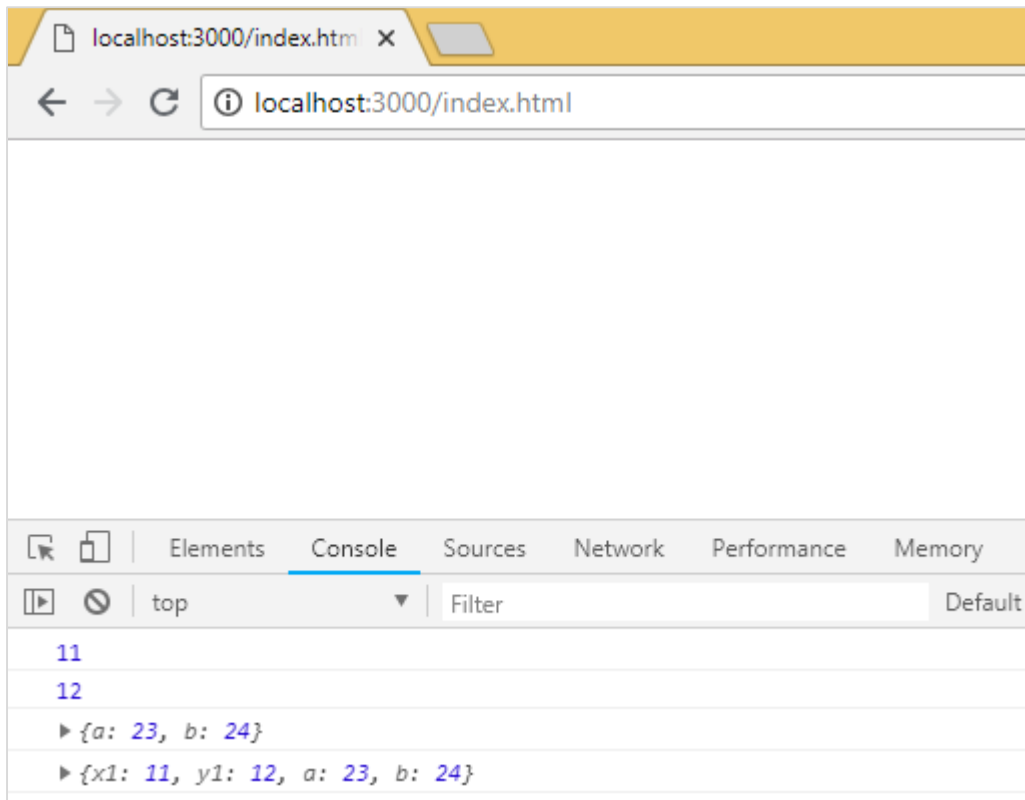 localhost:3000/index.htm
localhost:3000/index.html
Elements Console Sources Network Performance Memory
top Filter Default
11
12
{a: 23, b: 24}
{x1: 11, y1: 12, a: 23, b: 24}